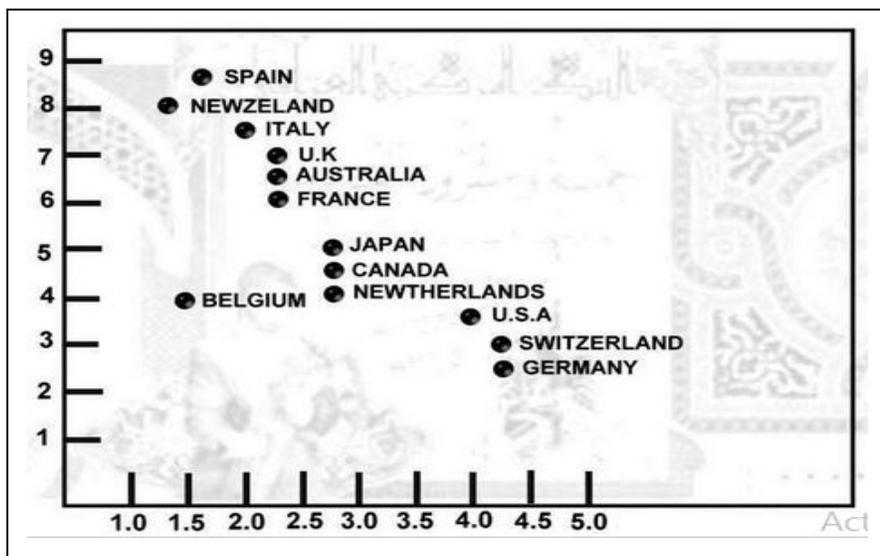 9
SPAIN
8
NEWZELAND
ITALY
7
U.K
AUSTRALIA
6
FRANCE
5
JAPAN
CANADA
4
NEWTHERLANDS
BELGIUM
U.S.A
3
SWITZERLAND
GERMANY
2
1
1.0 1.5 2.0 2.5 3.0 3.5 4.0 4.5 5.0
Act